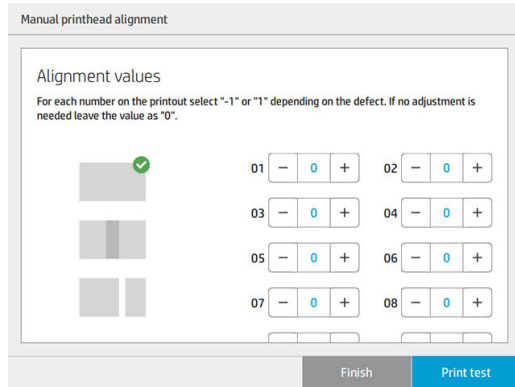 Manual printhead alignment
Alignment values
For each number on the printout select "-1" or "1" depending on the defect. If no adjustment is
needed leave the value as "0".
01 − 0 + 02 − 0 +
03 − 0 + 04 − 0 +
05 − 0 + 06 − 0 +
07 − 0 + 08 − 0 +
Finish Print test